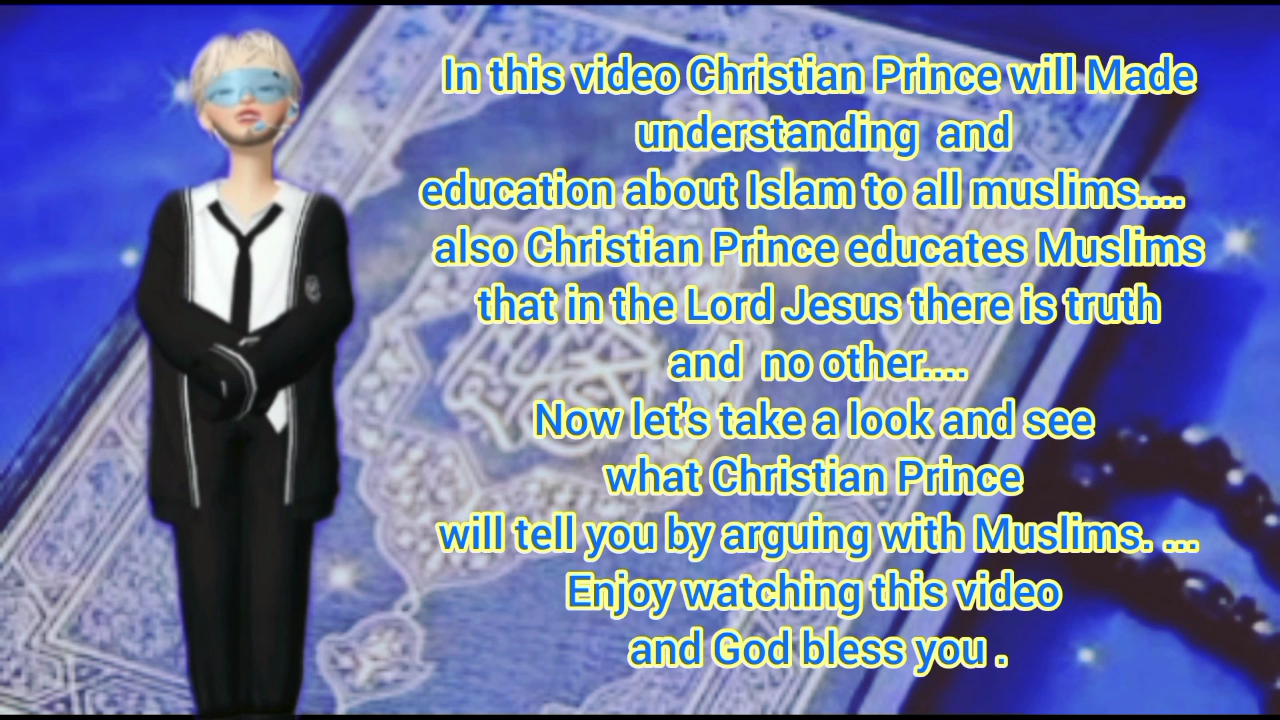 In this video Christian Prince will Made
understanding and
education about Islam to all muslims....
also Christian Prince educates Muslims
that in the Lord Jesus there is truth
and no other....
Now let's take a look and see
what Christian Prince
will tell you by arguing with Muslims. ...
Enjoy watching this video
and God bless you .